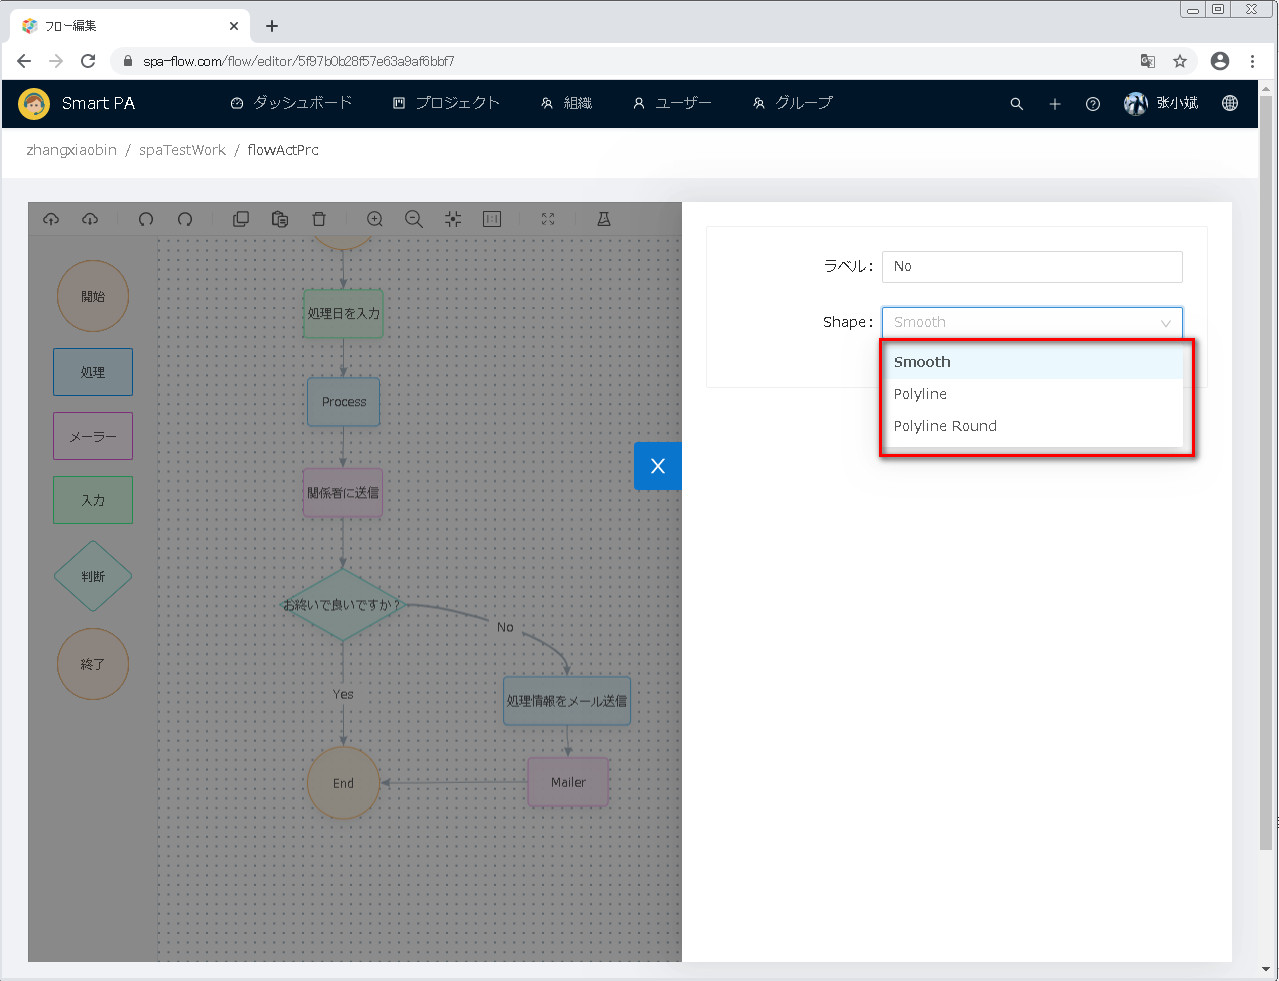 フロー編集
spa-flow.com/flow/editor/5f97b0b28f57e63a9af6bbf7
Smart PA
ダッシュボード
プロジェクト
組織
ユーザー
グループ
张小斌
zhangxiaobin / spaTestWork / flowActPrc
開始
処理
メーラー
入力
判断
終了
処理日を入力
Process
関係者に送信
お終いで良いですか？
No
Yes
処理情報をメール送信
End
Mailer
X
ラベル: No
Shape: Smooth
Smooth
Polyline
Polyline Round